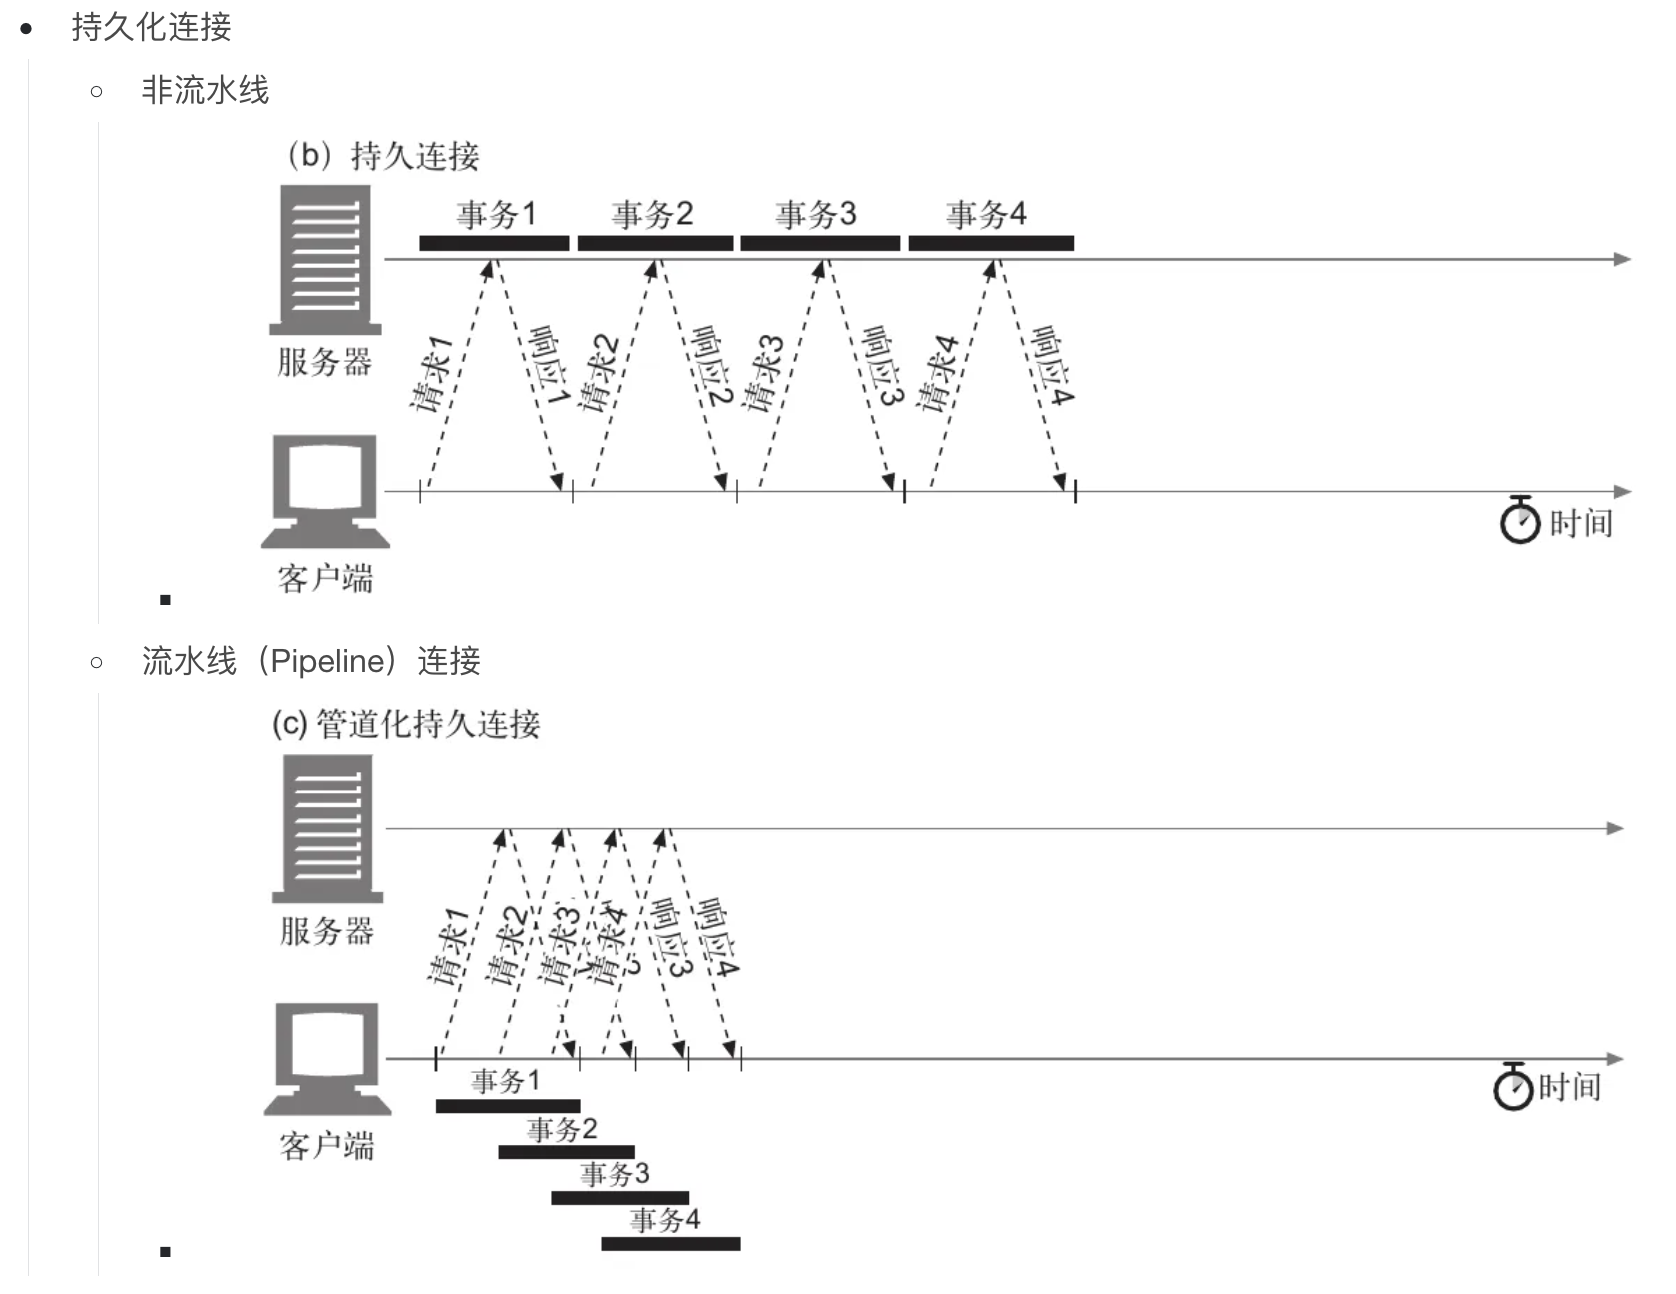 持久化连接
非流水线
（b）持久连接
事务1 事务2 事务3 事务4
请求1 响应1 请求2 响应2 请求3 响应3 请求4 响应4
服务器
时间
客户端
流水线（Pipeline）连接
(c) 管道化持久连接
请求1 请求2 请求3 请求4 响应3 响应4
服务器
事务1
时间
事务2
客户端
事务3
事务4